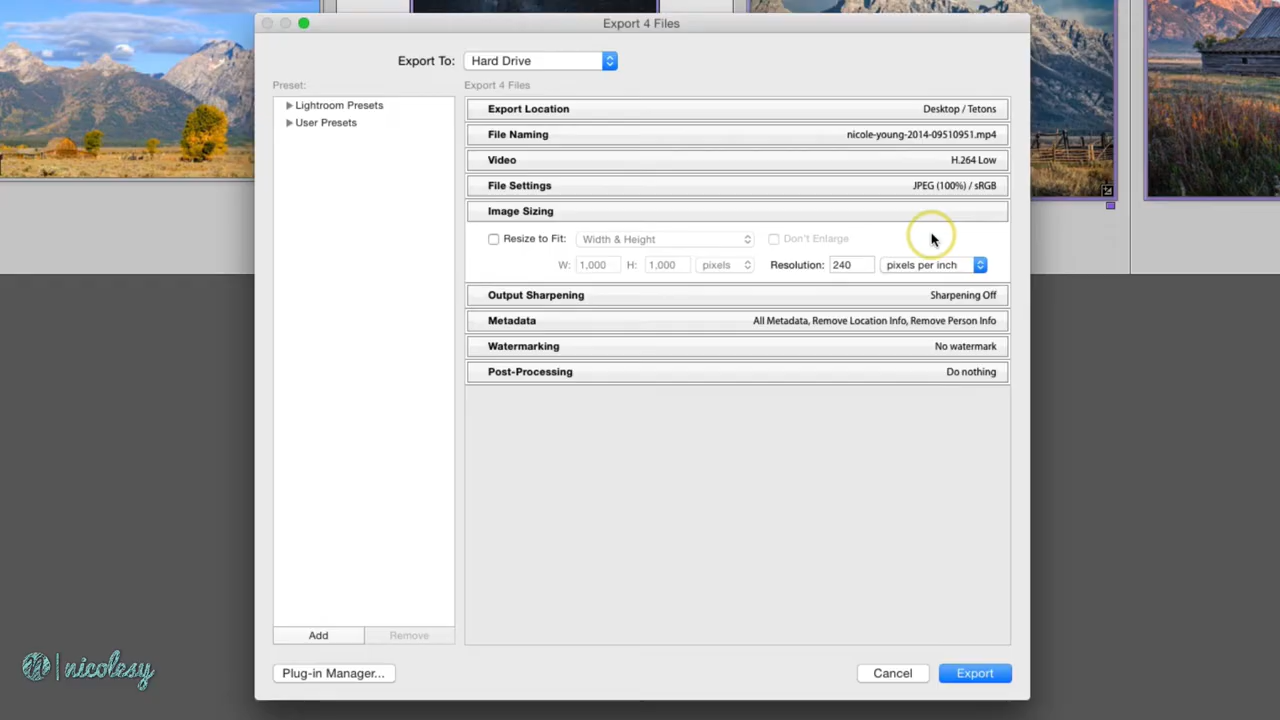 Export 4 Files
Export To: Hard Drive
Preset:
Lightroom Presets
User Presets
Export 4 Files
Export Location Desktop / Tetons
File Naming nicole-young-2014-09510951.mp4
Video H.264 Low
File Settings JPEG (100%) / sRGB
Image Sizing
Resize to Fit: Width & Height Don't Enlarge
W: 1,000 H: 1,000 pixels Resolution: 240 pixels per inch
Output Sharpening Sharpening Off
Metadata All Metadata, Remove Location Info, Remove Person Info
Watermarking No watermark
Post-Processing Do nothing
Add Remove
Plug-in Manager... Cancel Export
nicolesy